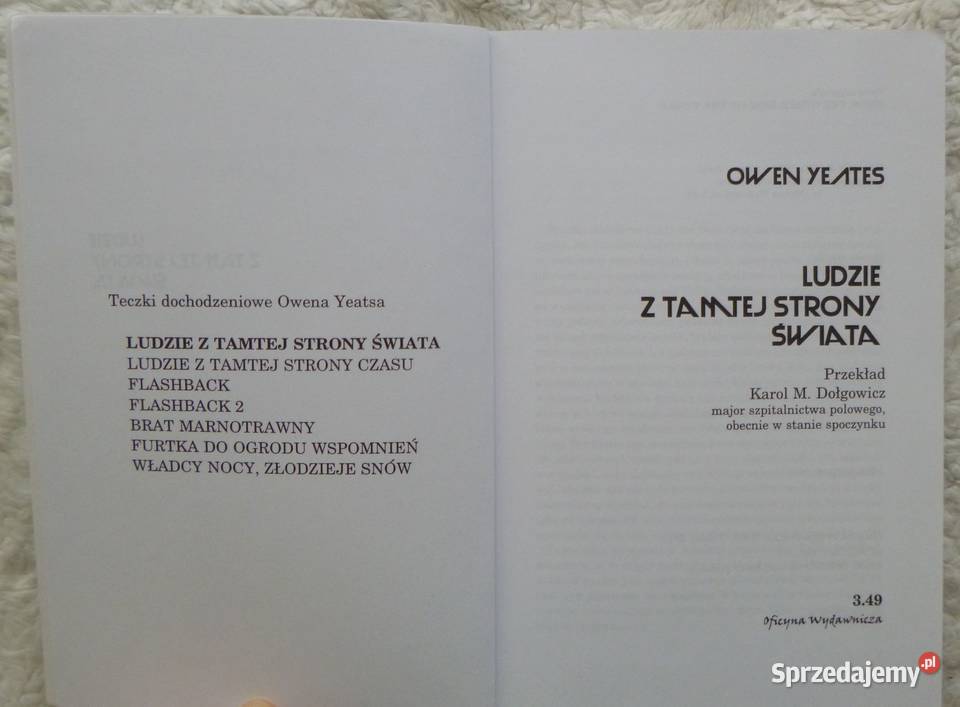 Teczki dochodzeniowe Owena Yeatsa
LUDZIE Z TAMTEJ STRONY ŚWIATA
LUDZIE Z TAMTEJ STRONY CZASU
FLASHBACK
FLASHBACK 2
BRAT MARNOTRAWNY
FURTKA DO OGRODU WSPOMNIEŃ
WŁADCY NOCY, ZŁODZIEJE SNÓW
OWEN YEATES
LUDZIE
Z TAMTEJ STRONY
ŚWIATA
Przekład
Karol M. Dołgowicz
major szpitalnictwa polowego,
obecnie w stanie spoczynku
3.49
Oficyna Wydawnicza
Sprzedajemy.pl